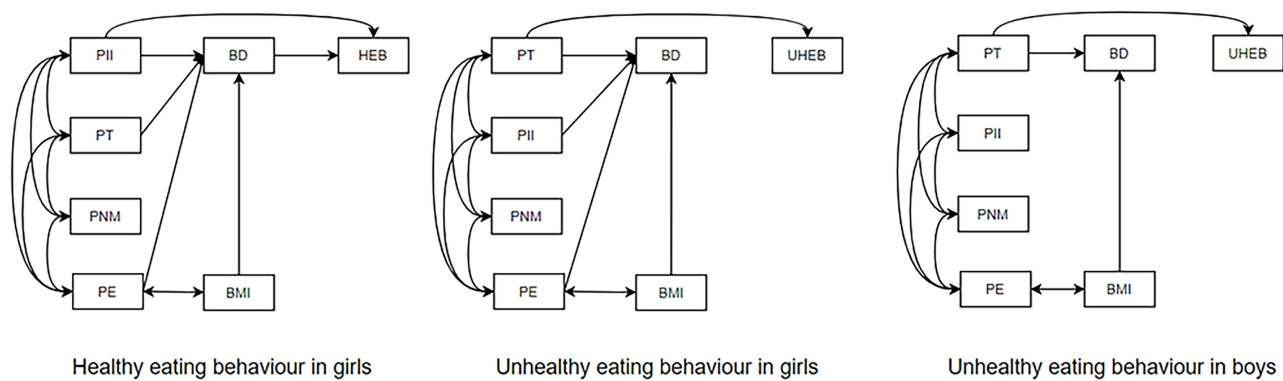 PII
BD
HEB
PT
PNM
PE
BMI
Healthy eating behaviour in girls
PT
BD
UHEB
PII
PNM
PE
BMI
Unhealthy eating behaviour in girls
PT
BD
UHEB
PII
PNM
PE
BMI
Unhealthy eating behaviour in boys